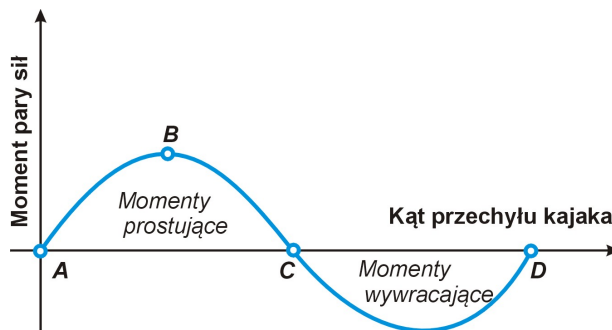 Moment pary sił
B
Momenty
prostujące
Kąt przechyłu kajaka
A
C
Momenty
wywracające
D